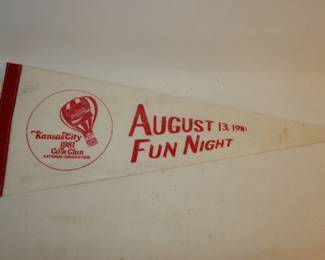 Kansas City
1981
Cola Clan
NATIONAL CONVENTION
AUGUST 13, 1981
FUN NIGHT